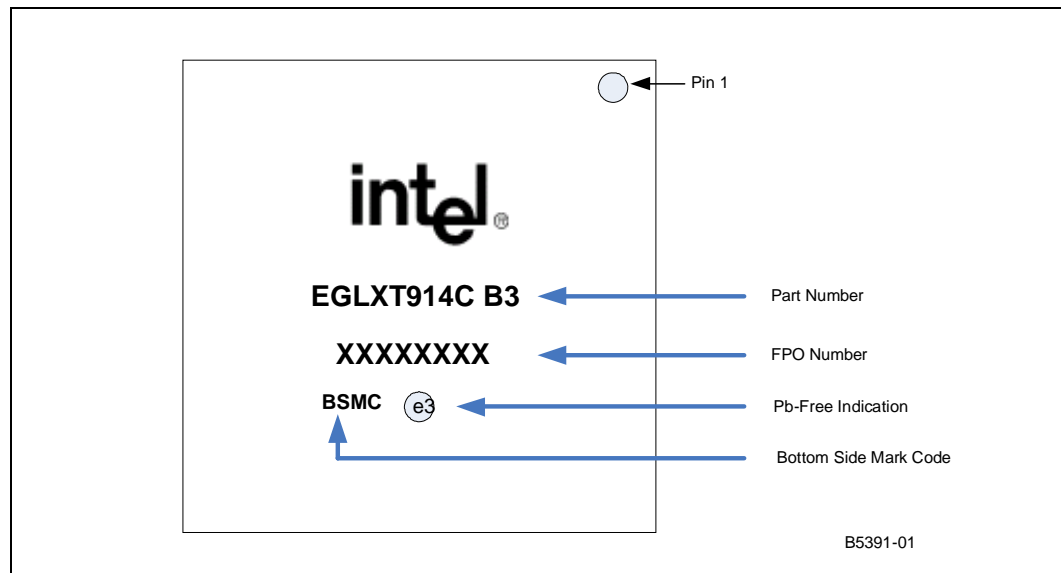 Pin 1
intel®
EGLXT914C B3
Part Number
XXXXXXXX
FPO Number
BSMC
e3
Pb-Free Indication
Bottom Side Mark Code
B5391-01